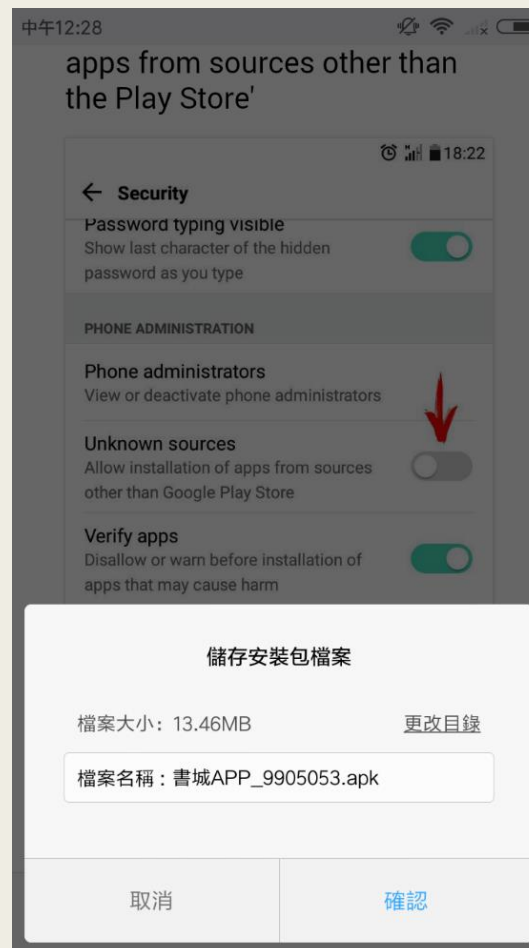 中午12:28
apps from sources other than
the Play Store'
18:22
Security
Password typing visible
Show last character of the hidden
password as you type
PHONE ADMINISTRATION
Phone administrators
View or deactivate phone administrators
Unknown sources
Allow installation of apps from sources
other than Google Play Store
Verify apps
Disallow or warn before installation of
apps that may cause harm
儲存安裝包檔案
檔案大小：13.46MB 更改目錄
檔案名稱：書城APP_9905053.apk
取消 確認